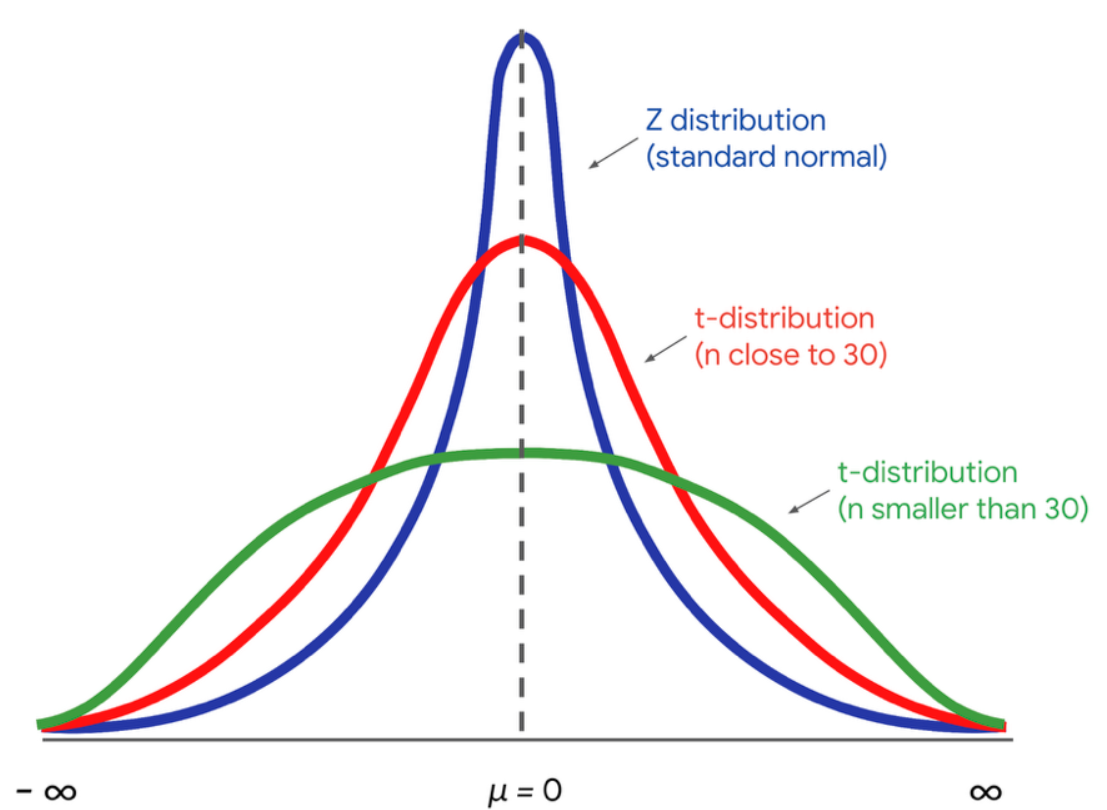 Z distribution
(standard normal)
t-distribution
(n close to 30)
t-distribution
(n smaller than 30)
- ∞
μ = 0
∞